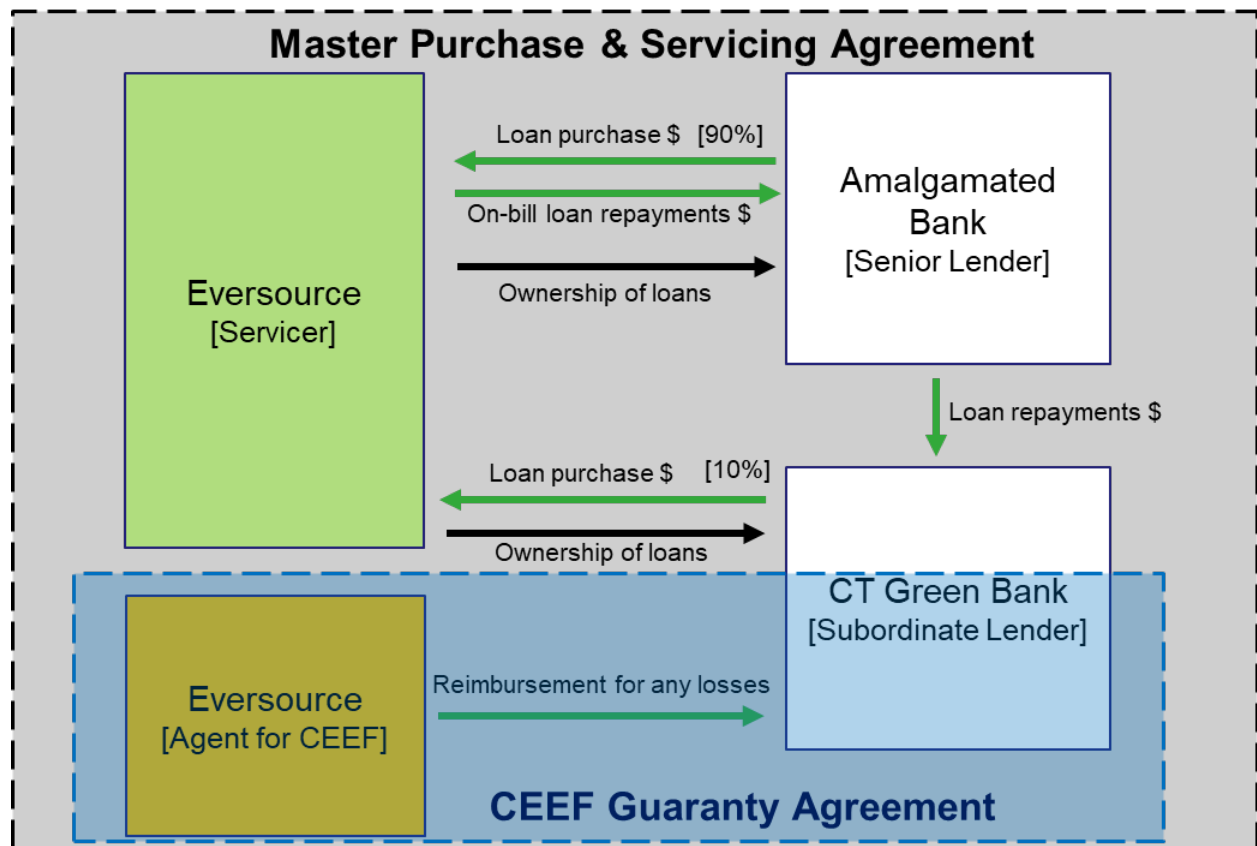 Master Purchase & Servicing Agreement
Eversource
[Servicer]
Loan purchase $ [90%]
On-bill loan repayments $
Ownership of loans
Amalgamated
Bank
[Senior Lender]
Loan repayments $
Loan purchase $ [10%]
Ownership of loans
CT Green Bank
[Subordinate Lender]
Eversource
[Agent for CEEF]
Reimbursement for any losses
CEEF Guaranty Agreement